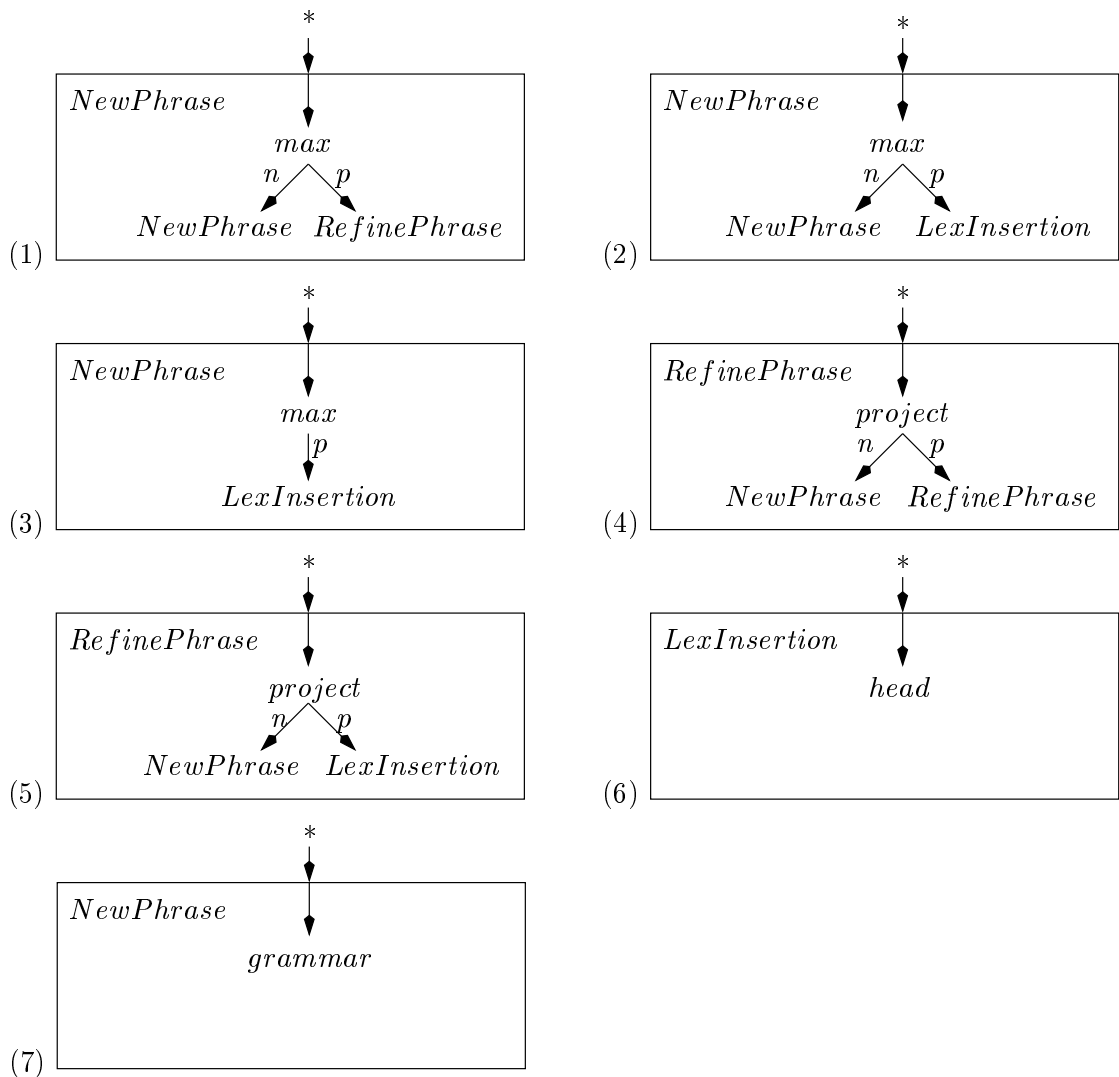 *
NewPhrase
max
n p
NewPhrase RefinePhrase
(1)
*
NewPhrase
max
n p
NewPhrase LexInsertion
(2)
*
NewPhrase
max
p
LexInsertion
(3)
*
RefinePhrase
project
n p
NewPhrase RefinePhrase
(4)
*
RefinePhrase
project
n p
NewPhrase LexInsertion
(5)
*
LexInsertion
head
(6)
*
NewPhrase
grammar
(7)